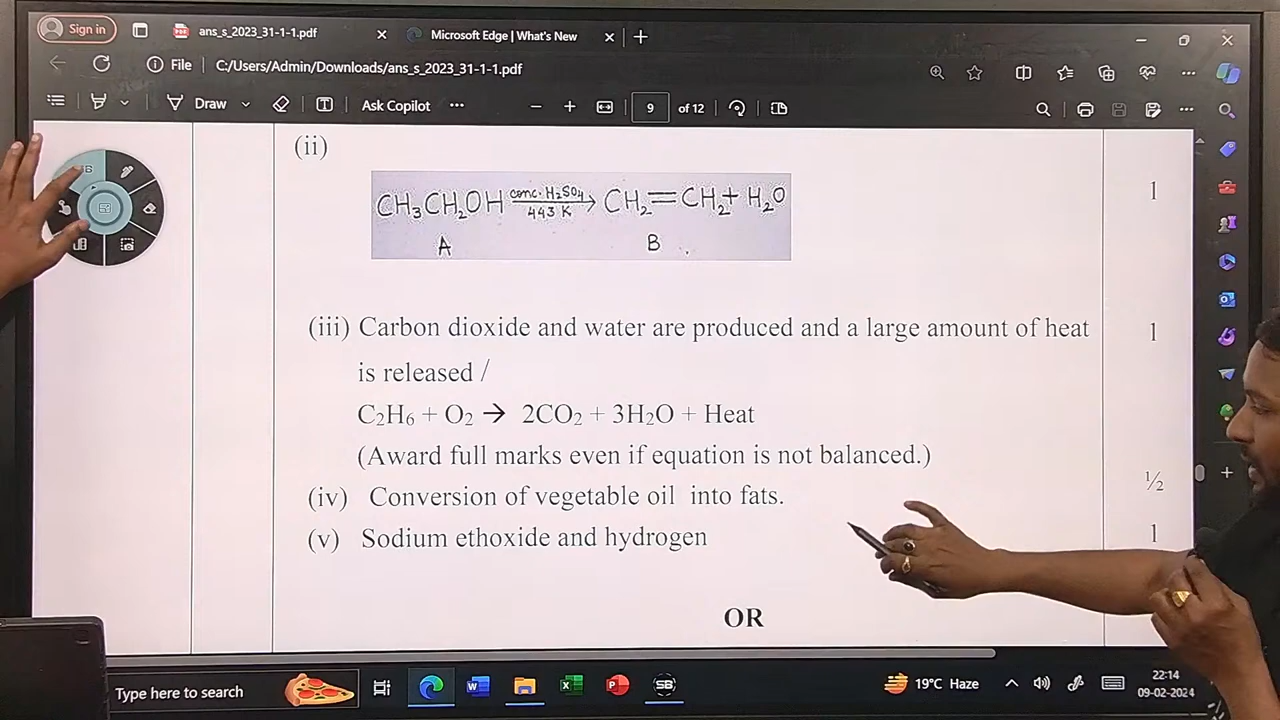 Sign in
ans_s_2023_31-1-1.pdf
Microsoft Edge | What's New
File
C:/Users/Admin/Downloads/ans_s_2023_31-1-1.pdf
Draw
Ask Copilot
9 of 12
(ii)
CH₃CH₂OH conc. H₂SO₄ 443 K → CH₂=CH₂ + H₂O
A B
1
(iii) Carbon dioxide and water are produced and a large amount of heat
1
is released /
C₂H₆ + O₂ → 2CO₂ + 3H₂O + Heat
(Award full marks even if equation is not balanced.)
(iv) Conversion of vegetable oil into fats.
½
(v) Sodium ethoxide and hydrogen
1
OR
Type here to search
19°C Haze
22:14
09-02-2024